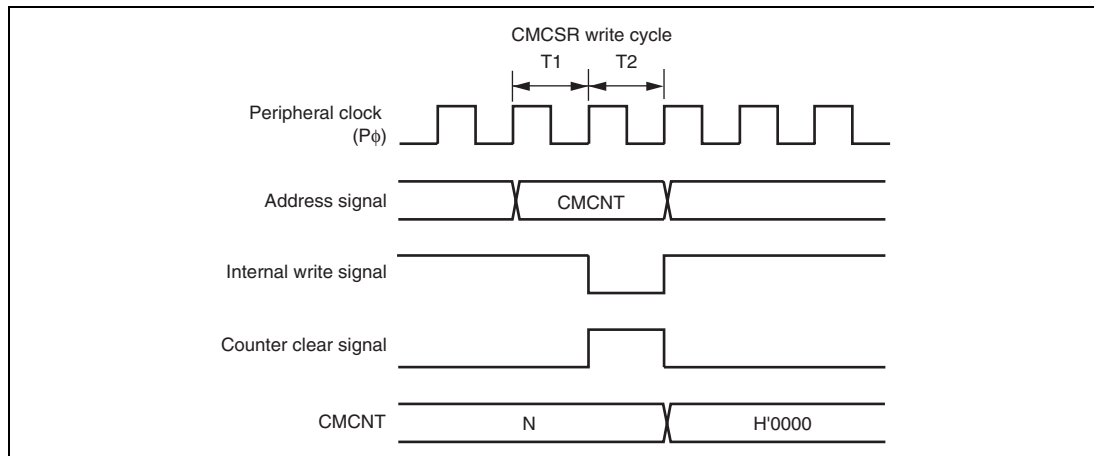 CMCSR write cycle
T1 T2
Peripheral clock
(Pϕ)
Address signal
CMCNT
Internal write signal
Counter clear signal
CMCNT
N
H'0000